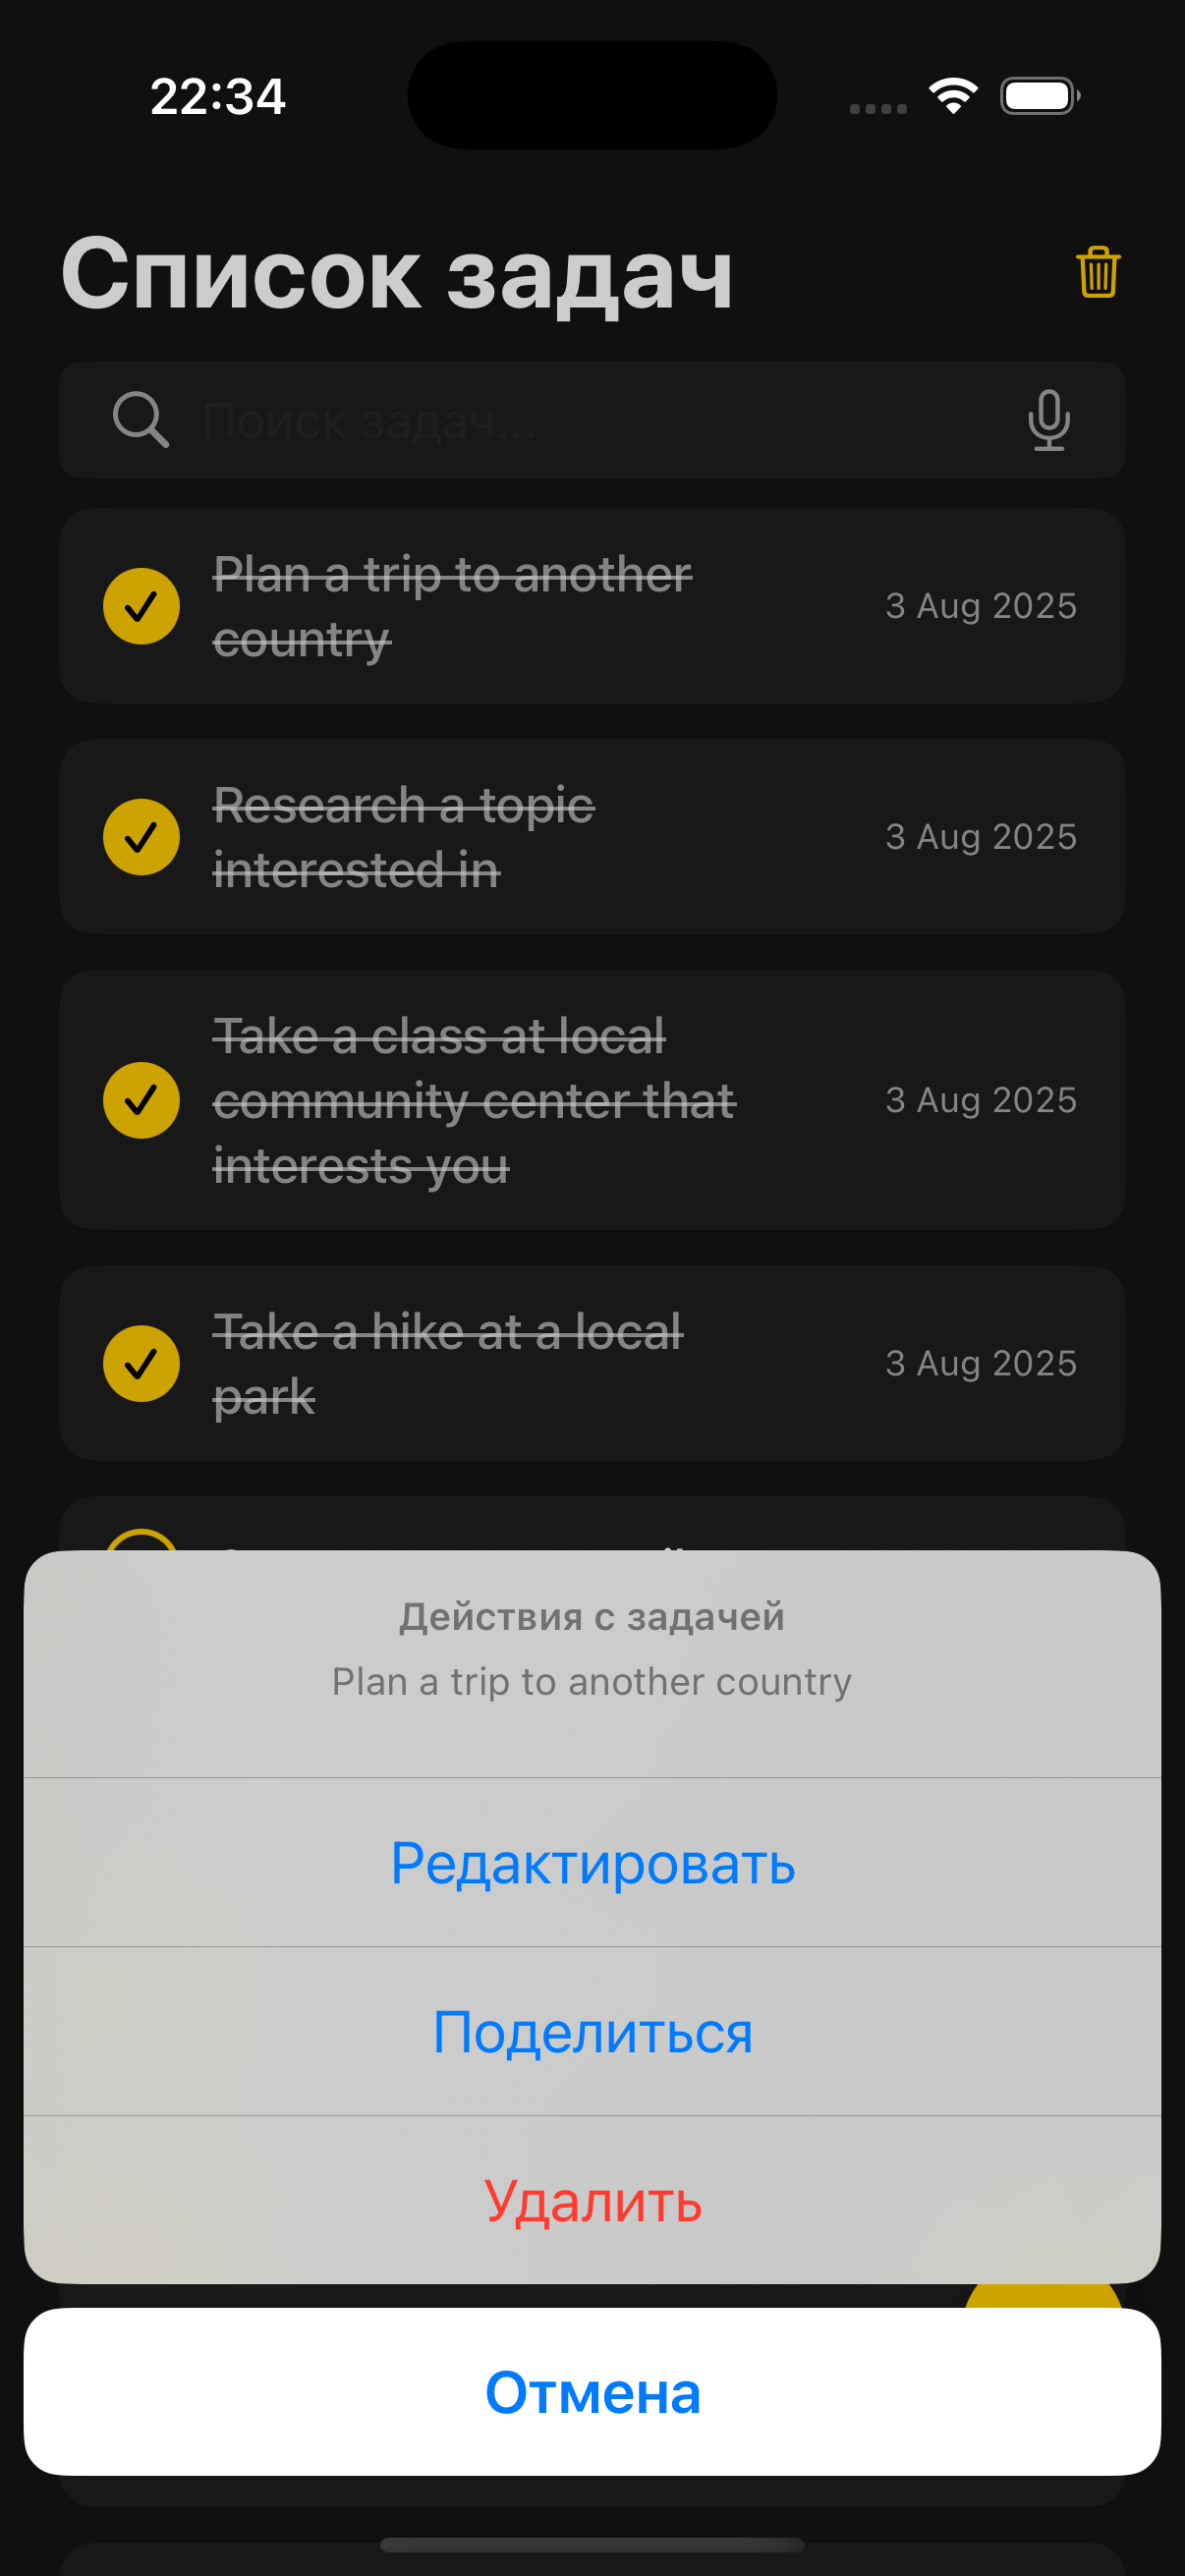 22:34
Список задач
Поиск задач...
Plan a trip to another
country
3 Aug 2025
Research a topic
interested in
3 Aug 2025
Take a class at local
community center that
interests you
3 Aug 2025
Take a hike at a local
park
3 Aug 2025
Действия с задачей
Plan a trip to another country
Редактировать
Поделиться
Удалить
Отмена